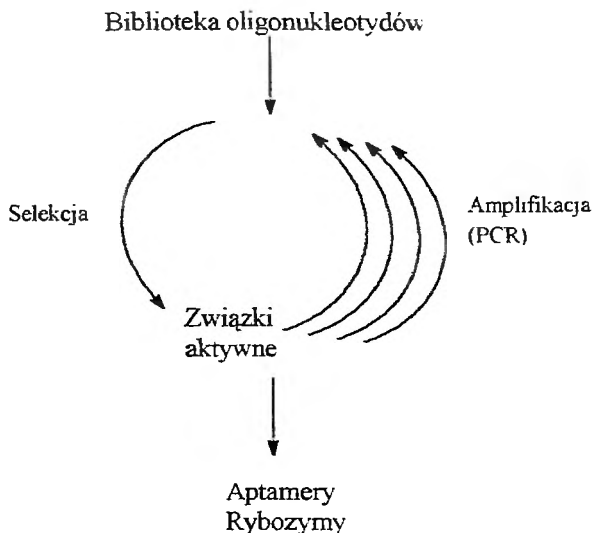 Biblioteka oligonukleotydów
Selekcja
Amplifikacja
(PCR)
Związki
aktywne
Aptamery
Rybozymy